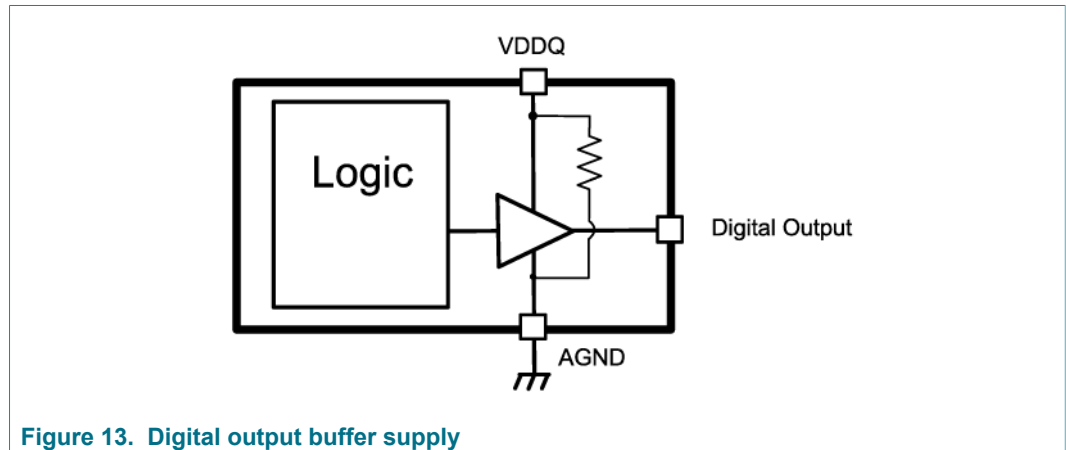 VDDQ
Logic
Digital Output
AGND
Figure 13. Digital output buffer supply